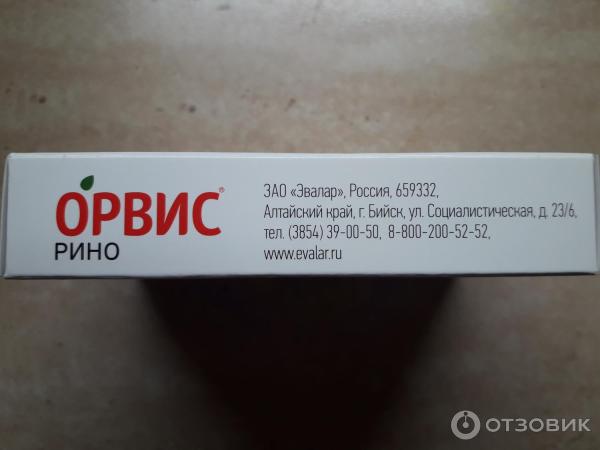 ОРВИС®
РИНО
ЗАО «Эвалар», Россия, 659332,
Алтайский край, г. Бийск, ул. Социалистическая, д. 23/6,
тел. (3854) 39-00-50, 8-800-200-52-52,
www.evalar.ru
ОТЗОВИК